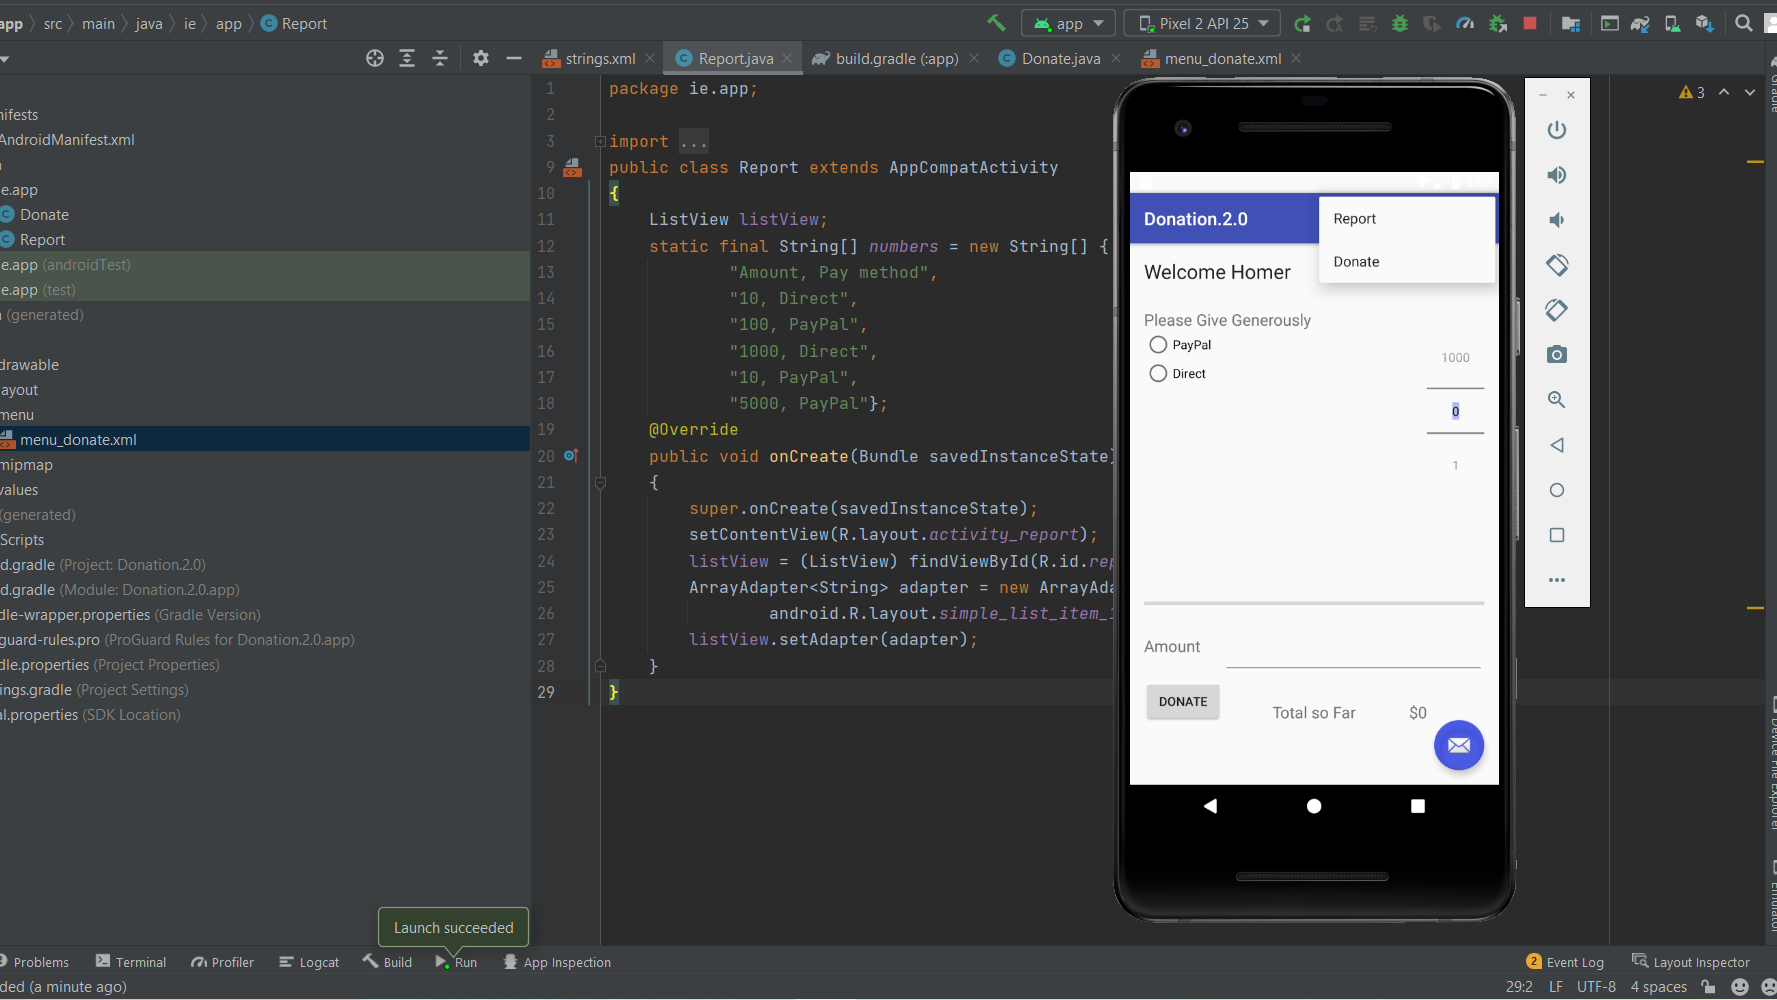 app src main java ie app Report
app Pixel 2 API 25
strings.xml Report.java build.gradle (:app) Donate.java menu_donate.xml
nifests
AndroidManifest.xml
e.app
Donate
Report
e.app (androidTest)
e.app (test)
(generated)
drawable
ayout
menu
menu_donate.xml
mipmap
values
(generated)
Scripts
d.gradle (Project: Donation.2.0)
d.gradle (Module: Donation.2.0.app)
dle-wrapper.properties (Gradle Version)
guard-rules.pro (ProGuard Rules for Donation.2.0.app)
dle.properties (Project Properties)
ings.gradle (Project Settings)
al.properties (SDK Location)
1 package ie.app;
2
3 import ...
9 public class Report extends AppCompatActivity
10 {
11 ListView listView;
12 static final String[] numbers = new String[] {
13 "Amount, Pay method",
14 "10, Direct",
15 "100, PayPal",
16 "1000, Direct",
17 "10, PayPal",
18 "5000, PayPal"};
19 @Override
20 public void onCreate(Bundle savedInstanceState)
21 {
22 super.onCreate(savedInstanceState);
23 setContentView(R.layout.activity_report);
24 listView = (ListView) findViewById(R.id.rep
25 ArrayAdapter<String> adapter = new ArrayAda
26 android.R.layout.simple_list_item_1
27 listView.setAdapter(adapter);
28 }
29 }
3
Donation.2.0
Report
Donate
Welcome Homer
Please Give Generously
PayPal
Direct
1000
0
1
Amount
DONATE Total so Far $0
Gradle
Device File Explorer
Emulator
Launch succeeded
Problems Terminal Profiler Logcat Build Run App Inspection 2 Event Log Layout Inspector
ded (a minute ago) 29:2 LF UTF-8 4 spaces